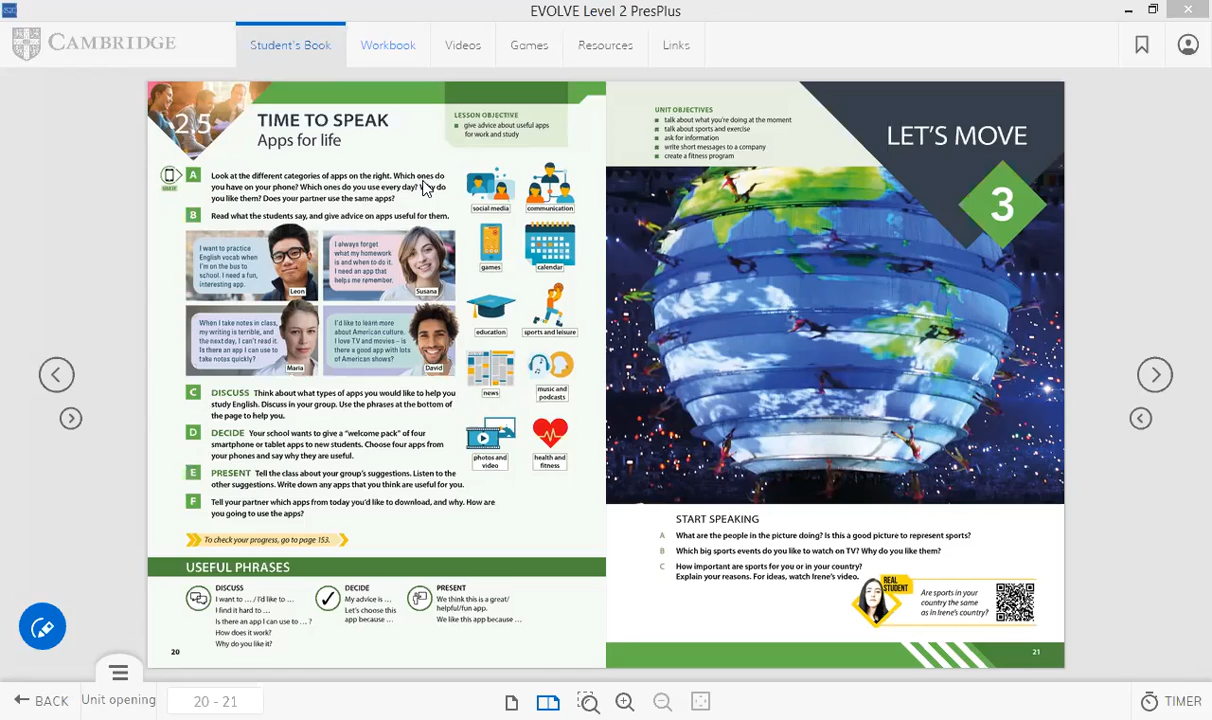 EVOLVE Level 2 PresPlus
CAMBRIDGE
Student's Book
Workbook
Videos
Games
Resources
Links
2.5
TIME TO SPEAK
Apps for life
LESSON OBJECTIVE
give advice about useful apps
for work and study
A
Look at the different categories of apps on the right. Which ones do
you have on your phone? Which ones do you use every day? Why do
you like them? Does your partner use the same apps?
B
Read what the students say, and give advice on apps useful for them.
I want to practice
English vocab when
I'm on the bus to
school. I need a fun,
interesting app.
Leon
I always forget
what my homework
is and when to do it.
I need an app that
helps me remember.
Susana
When I take notes in class,
my writing is terrible, and
the next day, I can't read it.
Is there an app I can use to
take notes quickly?
Maria
I'd like to learn more
about American culture.
I love TV and movies – is
there a good app with lots
of American shows?
David
social media
communication
games
calendar
education
sports and leisure
news
music and
podcasts
photos and
video
health and
fitness
C
DISCUSS Think about what types of apps you would like to help you
study English. Discuss in your group. Use the phrases at the bottom of
the page to help you.
D
DECIDE Your school wants to give a "welcome pack" of four
smartphone or tablet apps to new students. Choose four apps from
your phones and say why they are useful.
E
PRESENT Tell the class about your group's suggestions. Listen to the
other suggestions. Write down any apps that you think are useful for you.
F
Tell your partner which apps from today you'd like to download, and why. How are
you going to use the apps?
To check your progress, go to page 153.
USEFUL PHRASES
DISCUSS
I want to … / I'd like to …
I find it hard to …
Is there an app I can use to … ?
How does it work?
Why do you like it?
DECIDE
My advice is …
Let's choose this
app because …
PRESENT
We think this is a great/
helpful/fun app.
We like this app because …
20
UNIT OBJECTIVES
talk about what you're doing at the moment
talk about sports and exercise
ask for information
write short messages to a company
create a fitness program
LET'S MOVE
3
START SPEAKING
A What are the people in the picture doing? Is this a good picture to represent sports?
B Which big sports events do you like to watch on TV? Why do you like them?
C How important are sports for you or in your country?
Explain your reasons. For ideas, watch Irene's video.
REAL
STUDENT
Are sports in your
country the same
as in Irene's country?
21
BACK
Unit opening
20 - 21
TIMER